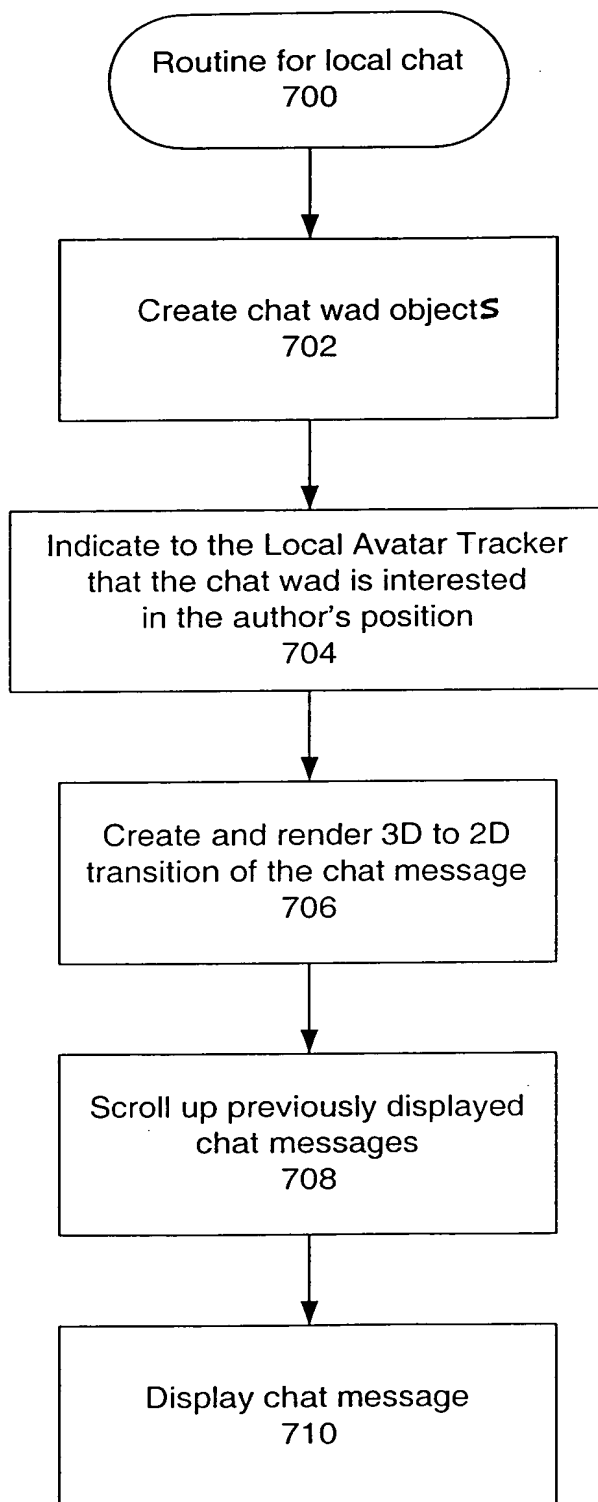 Routine for local chat
700
Create chat wad objects
702
Indicate to the Local Avatar Tracker
that the chat wad is interested
in the author's position
704
Create and render 3D to 2D
transition of the chat message
706
Scroll up previously displayed
chat messages
708
Display chat message
710